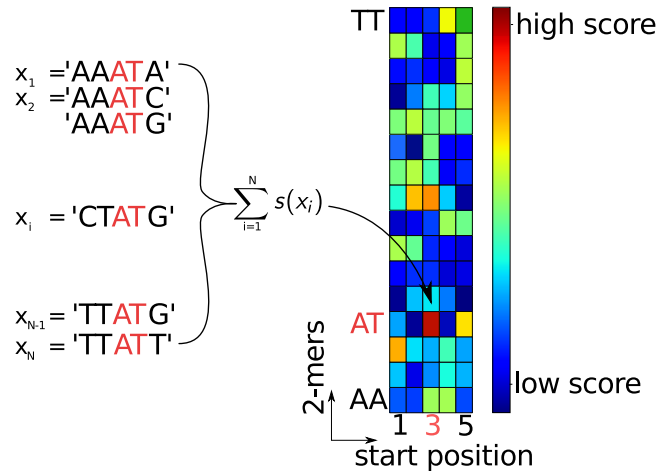 x1 ='AAATA'
x2 ='AAATC'
'AAATG'
xi = 'CTATG'
xN-1 ='TTATG'
xN ='TTATT'
N
∑ s(xi)
i=1
TT
AT
AA
2-mers
1 3 5
start position
high score
low score